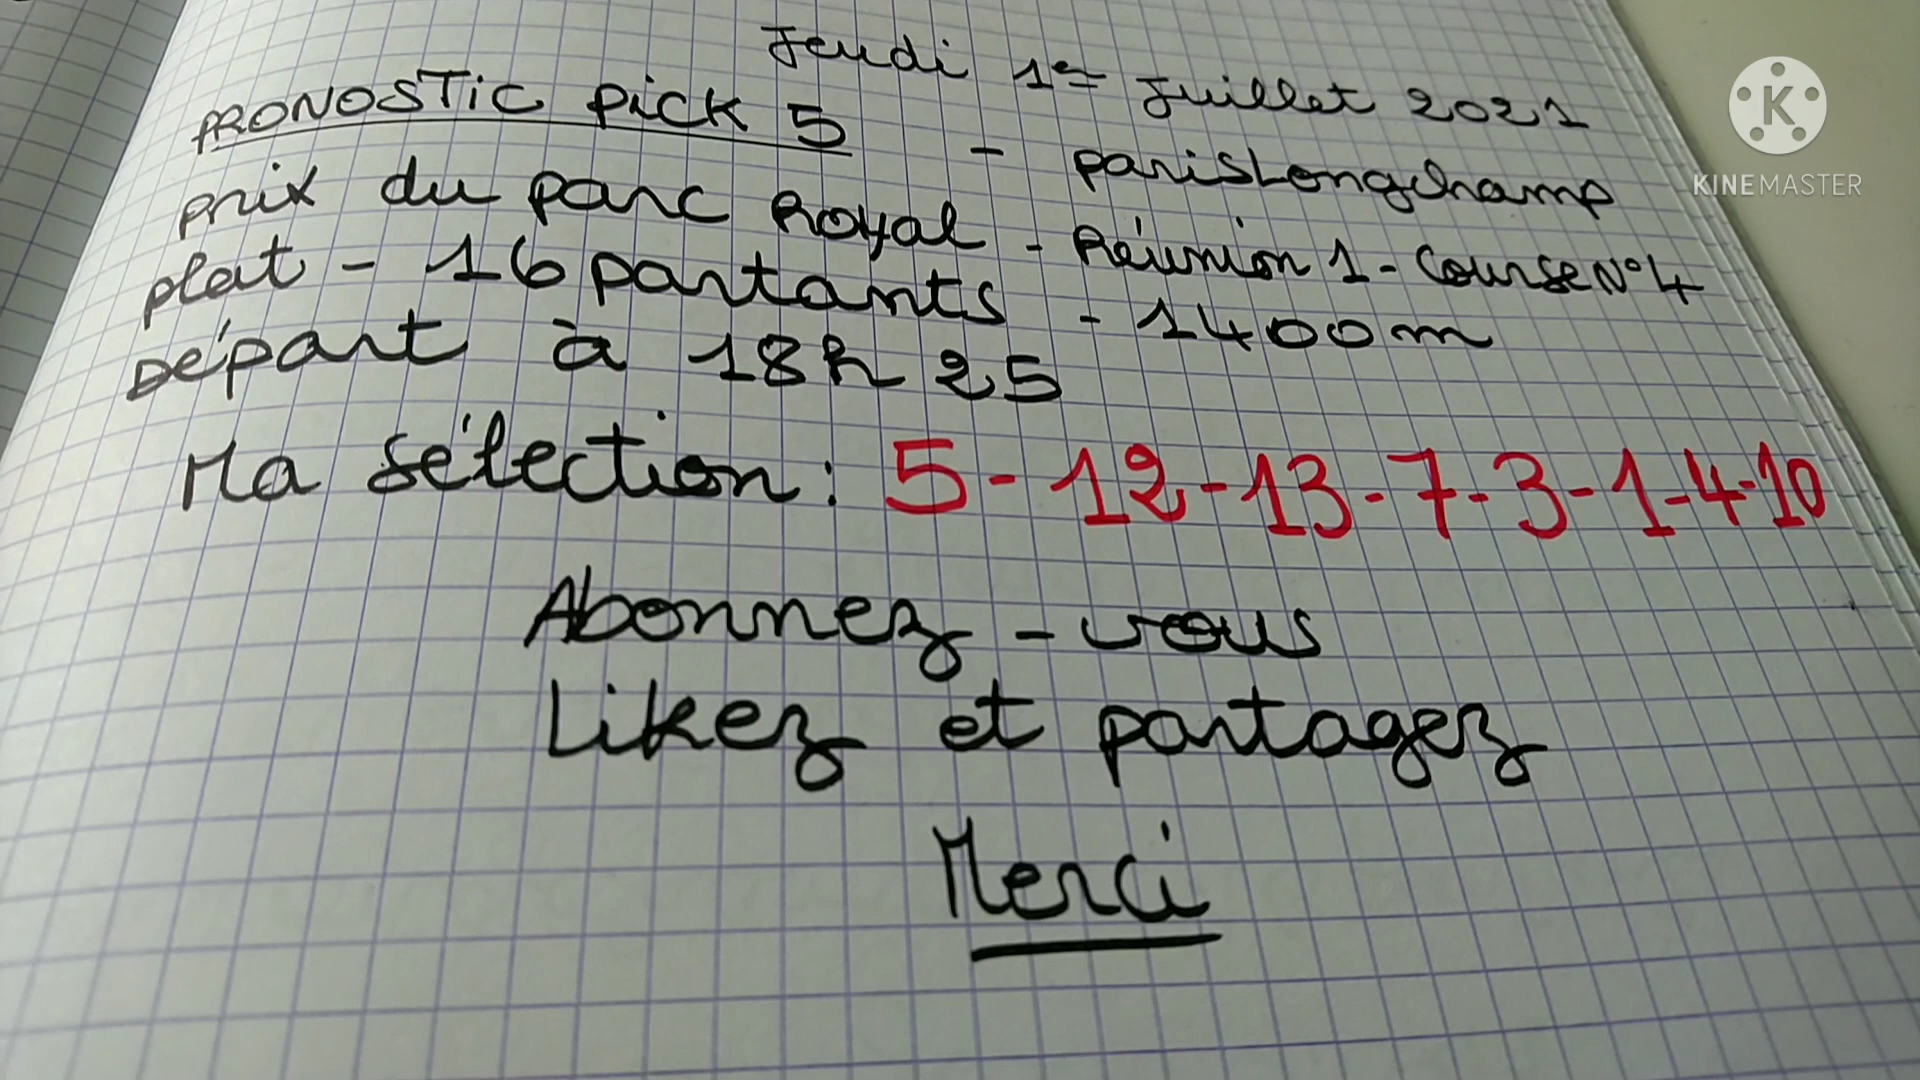 Jeudi 1er Juillet 2021
PRONOSTIC PICK 5 - parisLongchamp
prix du parc Royal - Réunion 1 - Course N°4
plat - 16 partants - 1400m
Départ à 18h25
Ma sélection : 5 - 12 - 13 - 7 - 3 - 1 - 4 - 10
Abonnez - vous
Likez et partagez
Merci
K
KINEMASTER